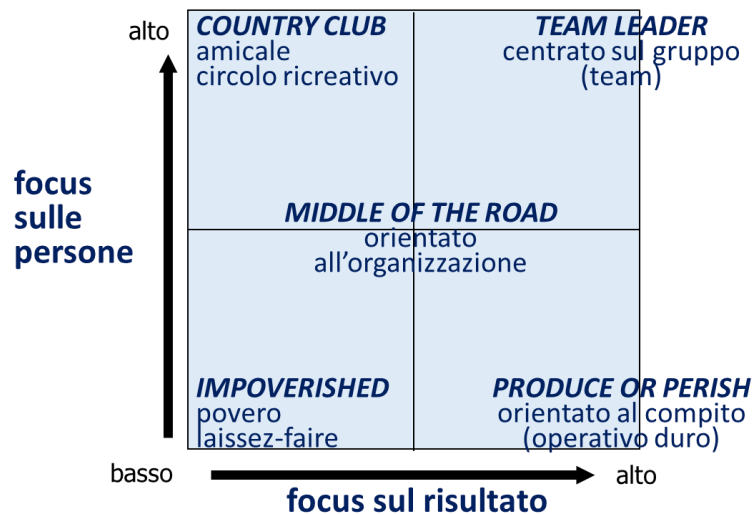 alto
COUNTRY CLUB
amicale
circolo ricreativo
TEAM LEADER
centrato sul gruppo
(team)
focus
sulle
persone
MIDDLE OF THE ROAD
orientato
all'organizzazione
IMPOVERISHED
povero
laissez-faire
PRODUCE OR PERISH
orientato al compito
(operativo duro)
basso
alto
focus sul risultato